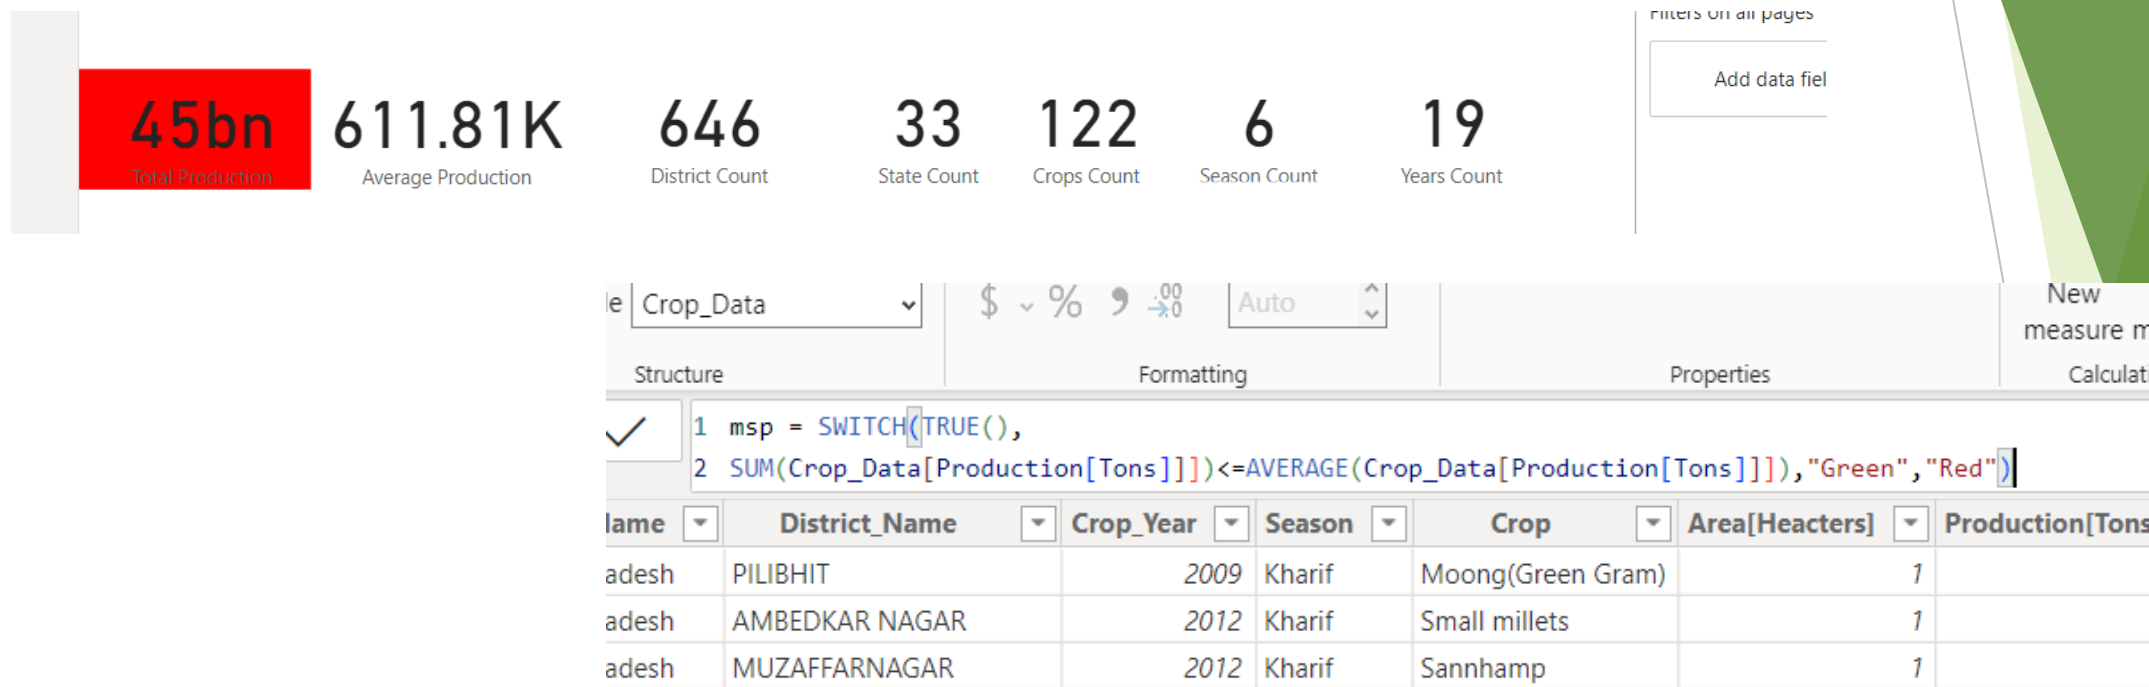 Filters on all pages
Add data fiel
45bn 611.81K 646 33 122 6 19
Total Production Average Production District Count State Count Crops Count Season Count Years Count
New
e Crop_Data $ % , .00 .0 Auto
measure m
Structure Formatting Properties Calculati
1 msp = SWITCH(TRUE(),
2 SUM(Crop_Data[Production[Tons]]])<=AVERAGE(Crop_Data[Production[Tons]]]),"Green","Red")
lame District_Name Crop_Year Season Crop Area[Heacters] Production[Tons
adesh PILIBHIT 2009 Kharif Moong(Green Gram) 1
adesh AMBEDKAR NAGAR 2012 Kharif Small millets 1
adesh MUZAFFARNAGAR 2012 Kharif Sannhamp 1